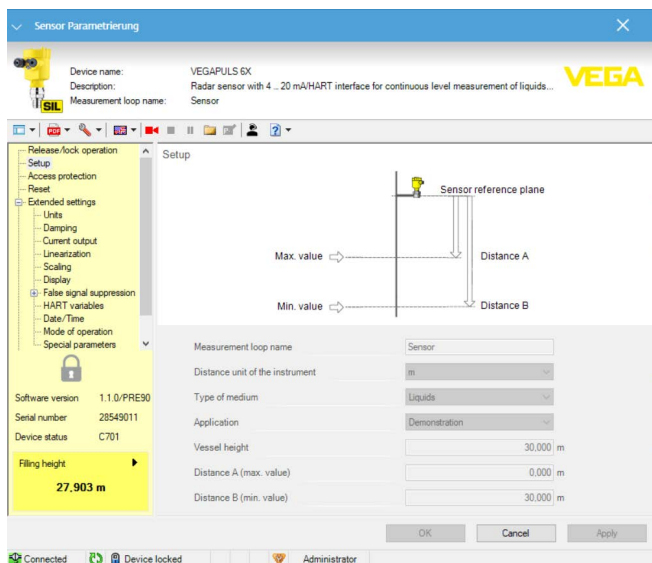 Sensor Parametrierung
Device name: VEGAPULS 6X
Description: Radar sensor with 4 .. 20 mA/HART interface for continuous level measurement of liquids...
Measurement loop name: Sensor
SIL
VEGA
PDF
Release/lock operation
Setup
Access protection
Reset
Extended settings
Units
Damping
Current output
Linearization
Scaling
Display
False signal suppression
HART variables
Date/Time
Mode of operation
Special parameters
Software version 1.1.0/PRE90
Serial number 28549011
Device status C701
Filling height
27,903 m
Setup
Sensor reference plane
Max. value
Distance A
Min. value
Distance B
Measurement loop name Sensor
Distance unit of the instrument m
Type of medium Liquids
Application Demonstration
Vessel height 30,000 m
Distance A (max. value) 0,000 m
Distance B (min. value) 30,000 m
OK Cancel Apply
Connected Device locked Administrator